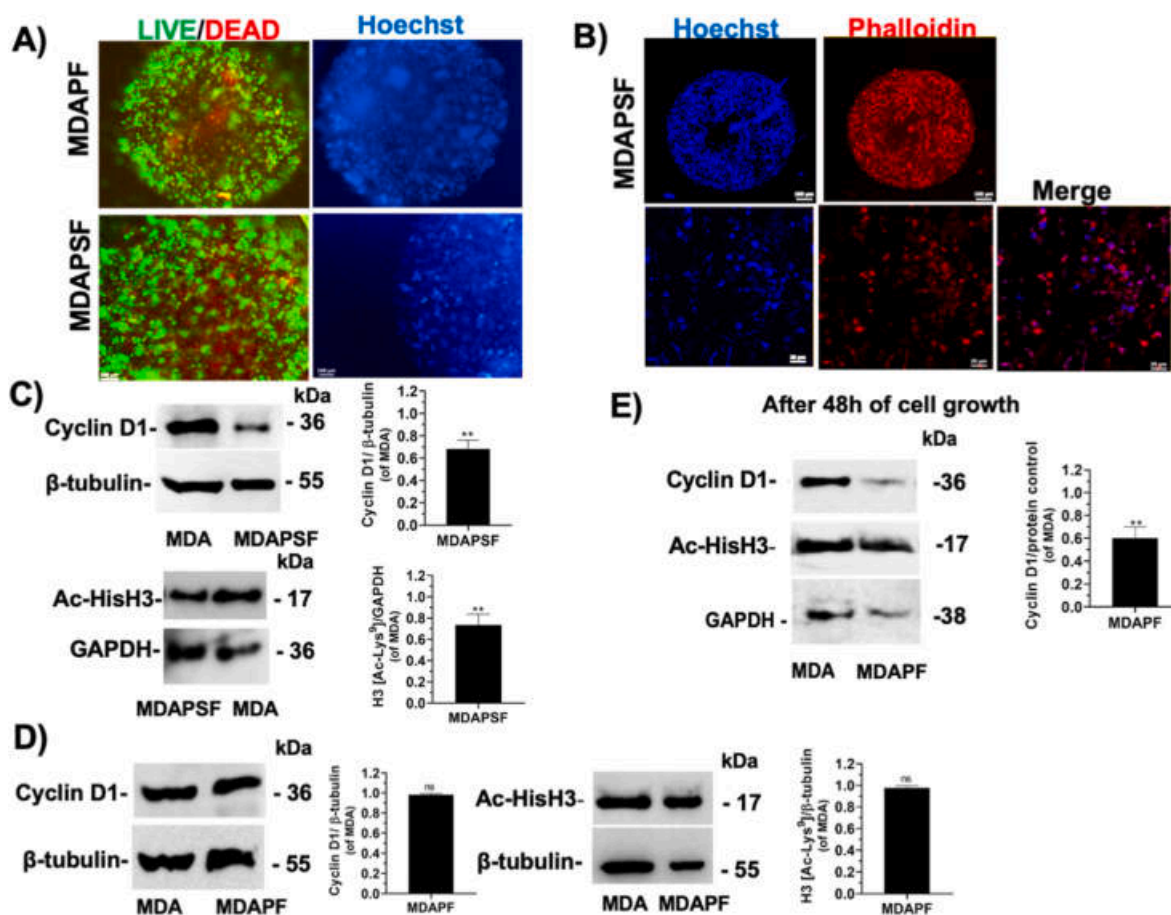 A)
LIVE/DEAD
Hoechst
MDAPF
MDAPSF
B)
Hoechst
Phalloidin
MDAPSF
Merge
C)
kDa
Cyclin D1-
- 36
β-tubulin-
- 55
MDA MDAPSF
Cyclin D1/ β-tubulin
(of MDA)
1.2
1.0
0.8
0.6
0.4
0.2
0.0
**
MDAPSF
kDa
Ac-HisH3-
- 17
GAPDH-
- 36
MDAPSF MDA
H3 [Ac-Lys⁹]/GAPDH
(of MDA)
1.2
1.0
0.8
0.6
0.4
0.2
0.0
**
MDAPSF
E)
After 48h of cell growth
kDa
Cyclin D1-
-36
Ac-HisH3-
-17
GAPDH -
-38
MDA MDAPF
Cyclin D1/protein control
(of MDA)
1.2
1.0
0.8
0.6
0.4
0.2
0.0
**
MDAPF
D)
kDa
Cyclin D1-
- 36
β-tubulin-
- 55
MDA MDAPF
Cyclin D1/ β-tubulin
(of MDA)
1.2
1.0
0.8
0.6
0.4
0.2
0.0
ns
MDAPF
kDa
Ac-HisH3-
- 17
β-tubulin-
- 55
MDA MDAPF
H3 [Ac-Lys⁹]/β-tubulin
(of MDA)
1.2
1.0
0.8
0.6
0.4
0.2
0.0
ns
MDAPF